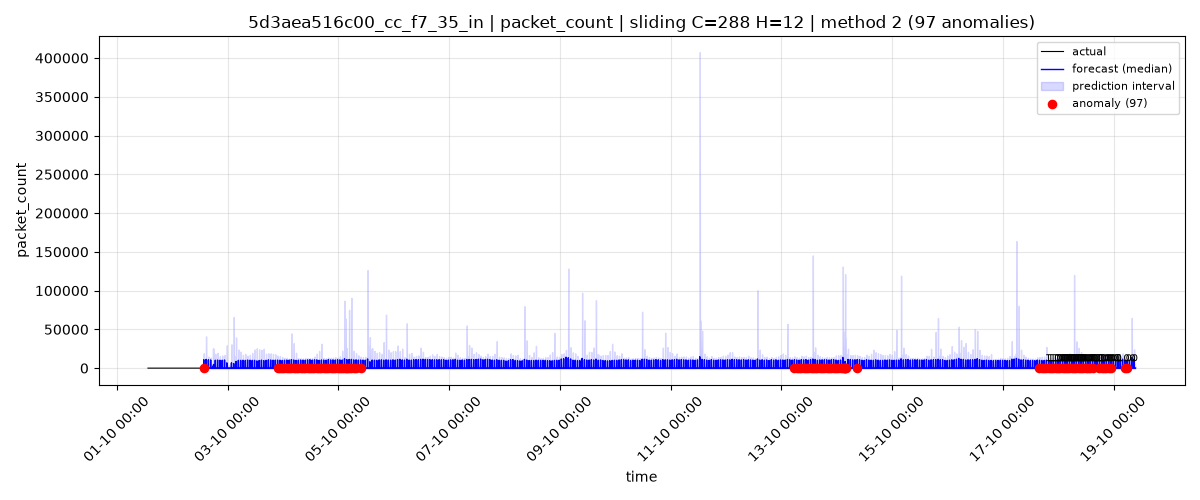 5d3aea516c00_cc_f7_35_in | packet_count | sliding C=288 H=12 | method 2 (97 anomalies)
actual
forecast (median)
prediction interval
anomaly (97)
packet_count
400000
350000
300000
250000
200000
150000
100000
50000
0
01-10 00:00
03-10 00:00
05-10 00:00
07-10 00:00
09-10 00:00
11-10 00:00
13-10 00:00
15-10 00:00
17-10 00:00
19-10 00:00
time